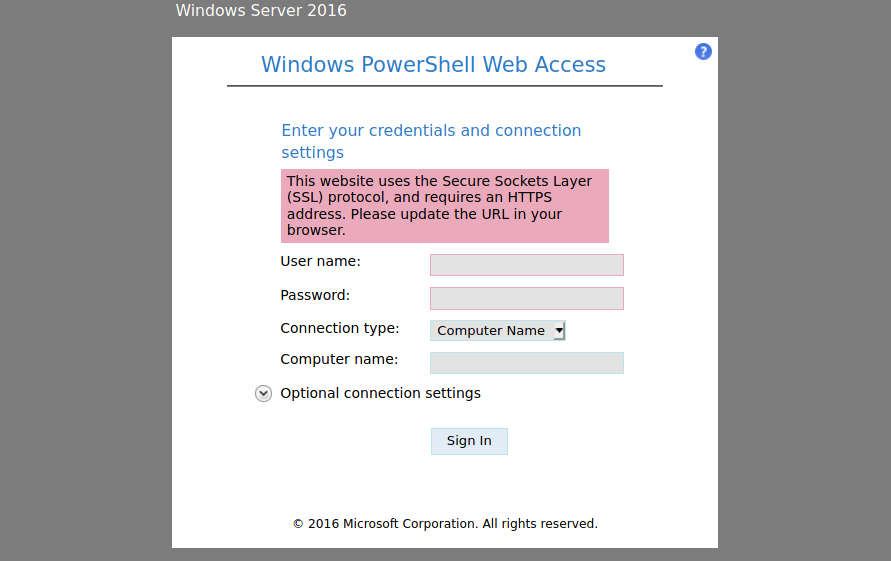 Windows Server 2016
?
Windows PowerShell Web Access
Enter your credentials and connection
settings
This website uses the Secure Sockets Layer
(SSL) protocol, and requires an HTTPS
address. Please update the URL in your
browser.
User name:
Password:
Connection type: Computer Name
Computer name:
Optional connection settings
Sign In
© 2016 Microsoft Corporation. All rights reserved.